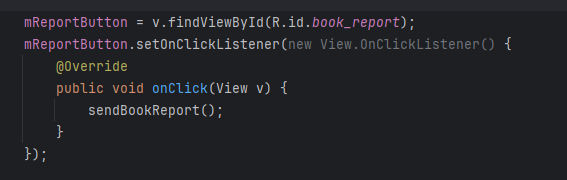 mReportButton = v.findViewById(R.id.book_report);
mReportButton.setOnClickListener(new View.OnClickListener() {
@Override
public void onClick(View v) {
sendBookReport();
}
});